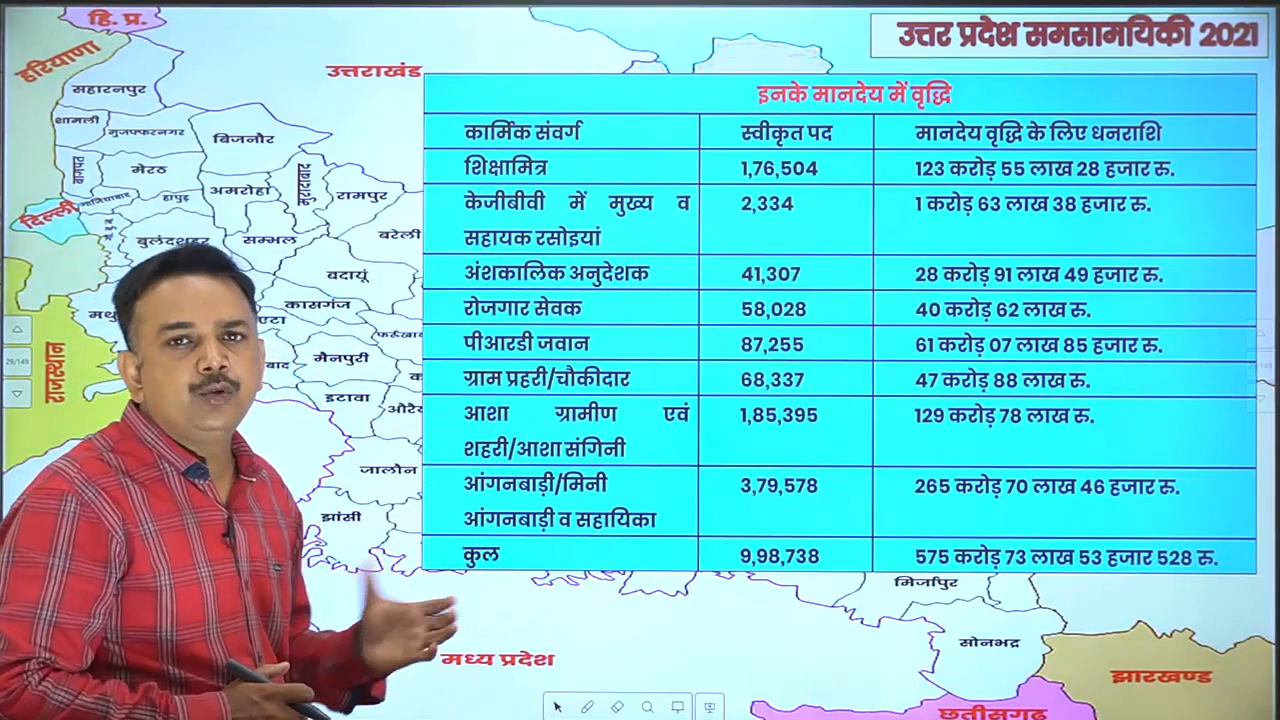 हि. प्र.
उत्तर प्रदेश समसामयिकी 2021
हरियाणा
उत्तराखंड
सहारनपुर
शामली
मुजफ्फरनगर
बिजनौर
बागपत
मेरठ
मुरादाबाद
अमरोहा
रामपुर
दिल्ली
गाजियाबाद
हापुड़
बुलंदशहर
सम्भल
बरेली
बदायूं
कासगंज
एटा
मैनपुरी
इटावा
जालौन
झांसी
राजस्थान
29/149
इनके मानदेय में वृद्धि
कार्मिक संवर्ग स्वीकृत पद मानदेय वृद्धि के लिए धनराशि
शिक्षामित्र 1,76,504 123 करोड़ 55 लाख 28 हजार रु.
केजीबीवी में मुख्य व 2,334 1 करोड़ 63 लाख 38 हजार रु.
सहायक रसोइयां
अंशकालिक अनुदेशक 41,307 28 करोड़ 91 लाख 49 हजार रु.
रोजगार सेवक 58,028 40 करोड़ 62 लाख रु.
पीआरडी जवान 87,255 61 करोड़ 07 लाख 85 हजार रु.
ग्राम प्रहरी/चौकीदार 68,337 47 करोड़ 88 लाख रु.
आशा ग्रामीण एवं 1,85,395 129 करोड़ 78 लाख रु.
शहरी/आशा संगिनी
आंगनबाड़ी/मिनी 3,79,578 265 करोड़ 70 लाख 46 हजार रु.
आंगनबाड़ी व सहायिका
कुल 9,98,738 575 करोड़ 73 लाख 53 हजार 528 रु.
मिर्जापुर
सोनभद्र
मध्य प्रदेश
झारखण्ड
छतीसगढ़